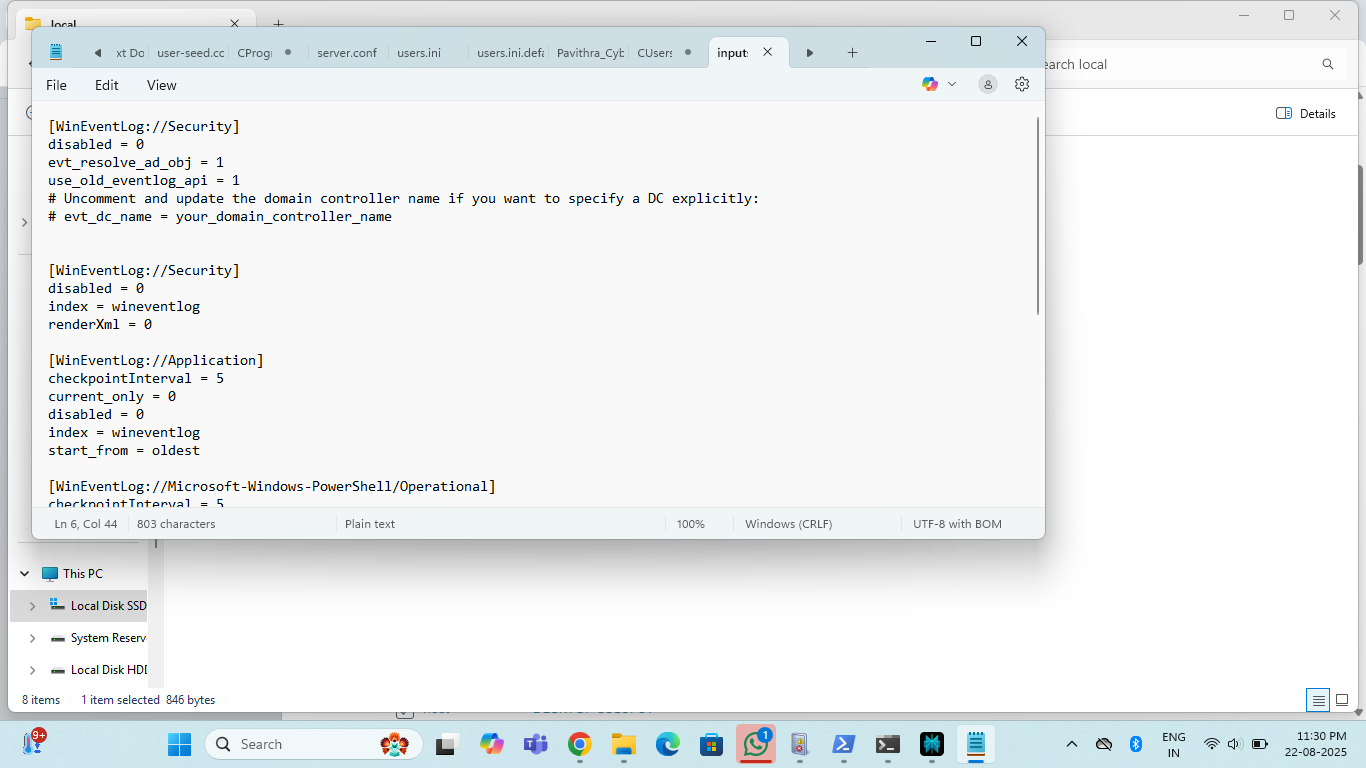 local
xt Do user-seed.cc CProgr server.conf users.ini users.ini.defa Pavithra_Cyb CUsers input:
earch local
File Edit View
Details
[WinEventLog://Security]
disabled = 0
evt_resolve_ad_obj = 1
use_old_eventlog_api = 1
# Uncomment and update the domain controller name if you want to specify a DC explicitly:
# evt_dc_name = your_domain_controller_name
[WinEventLog://Security]
disabled = 0
index = wineventlog
renderXml = 0
[WinEventLog://Application]
checkpointInterval = 5
current_only = 0
disabled = 0
index = wineventlog
start_from = oldest
[WinEventLog://Microsoft-Windows-PowerShell/Operational]
checkpointInterval = 5
Ln 6, Col 44 803 characters Plain text 100% Windows (CRLF) UTF-8 with BOM
This PC
Local Disk SSD
System Reserv
Local Disk HDD
8 items 1 item selected 846 bytes
9+
Search
1
ENG
IN
11:30 PM
22-08-2025